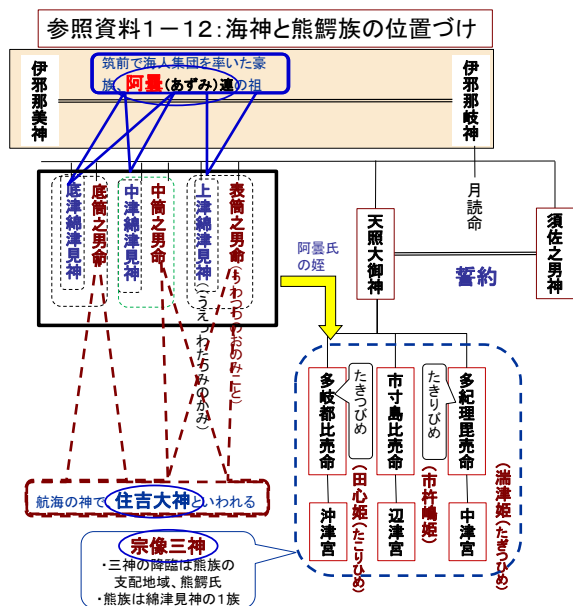 参照資料1-12:海神と熊鰐族の位置づけ
筑前で海人集団を率いた豪
族、阿曇(あずみ)連の祖
伊邪那美神
伊邪那岐神
底津綿津見神
底筒之男命
中津綿津見神
中筒之男命
上津綿津見神(うえつわだつみのかみ)
表筒之男命(うわつつのおのみこと)
阿曇氏
の姪
天照大御神
月読命
須佐之男神
誓約
多岐都比売命
たきつびめ
市寸島比売命
たきりびめ
多紀理毘売命
沖津宮
(田心姫(たこりひめ)
辺津宮
(市杵嶋姫)
中津宮
(湍津姫(たぎつひめ)
航海の神で、住吉大神といわれる
宗像三神
・三神の降臨は熊族の
支配地域、熊鰐氏
・熊族は綿津見神の1族